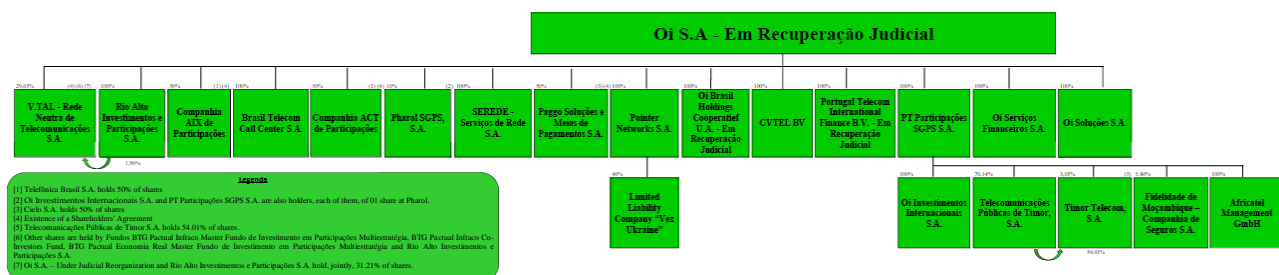 Oi S.A - Em Recuperação Judicial
29,65% (4) (6) (7)
100%
50% (1) (4)
100%
50% (1) (4)
10% (2)
100%
50% (3) (4)
100%
100%
100%
100%
100%
100%
100%
V.TAL - Rede
Neutra de
Telecomunicações
S.A.
Rio Alto
Investimentos e
Participações S.A.
Companhia
AIX de
Participações
Brasil Telecom
Call Center S.A.
Companhia ACT
de Participações
Pharol SGPS,
S.A.
SEREDE -
Serviços de Rede
S.A.
Paggo Soluções e
Meios de
Pagamentos S.A.
Pointer
Networks S.A.
Oi Brasil
Holdings
Cooperatief
U.A. - Em
Recuperação
Judicial
CVTEL BV
Portugal Telecom
International
Finance B.V. - Em
Recuperação
Judicial
PT Participações
SGPS S.A.
Oi Serviços
Financeiros S.A.
Oi Soluções S.A.
1,56%
40%
Limited
Liability
Company "Vex
Ukraine"
100%
76,14%
3,05% (5)
5,84%
100%
Oi Investimentos
Internacionais
S.A.
Telecomunicações
Públicas de Timor,
S.A.
Timor Telecom,
S.A.
Fidelidade de
Moçambique –
Companhia de
Seguros S.A.
Africatel
Management
GmbH
54,01%
Legenda
[1] Telefônica Brasil S.A. holds 50% of shares
[2] Oi Investimentos Internacionais S.A. and PT Participações SGPS S.A. are also holders, each of them, of 01 share at Pharol.
[3] Cielo S.A. holds 50% of shares
[4] Existence of a Shareholders' Agreement
[5] Telecomunicações Públicas de Timor S.A. holds 54.01% of shares.
[6] Other shares are held by Fundos BTG Pactual Infraco Master Fundo de Investimento em Participações Multiestratégia, BTG Pactual Infraco Co-
Investors Fund, BTG Pactual Economia Real Master Fundo de Investimento em Participações Multiestratégia and Rio Alto Investimentos e
Participações S.A.
[7] Oi S.A. – Under Judicial Reorganization and Rio Alto Investimentos e Participações S.A. hold, jointly, 31.21% of shares.